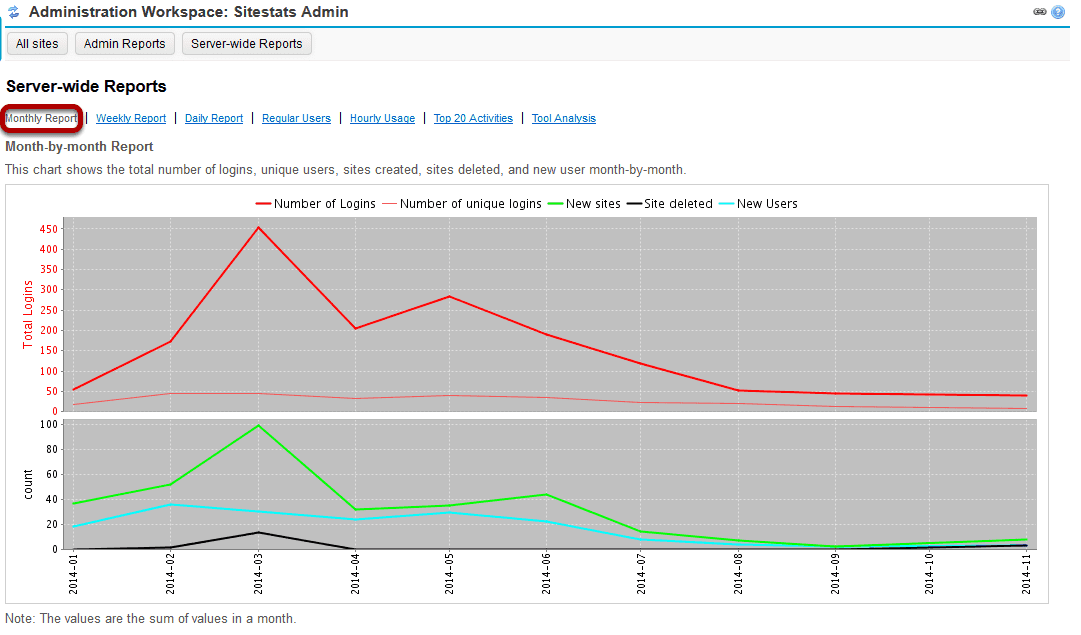 Administration Workspace: Sitestats Admin
All sites Admin Reports Server-wide Reports
Server-wide Reports
Monthly Report | Weekly Report | Daily Report | Regular Users | Hourly Usage | Top 20 Activities | Tool Analysis
Month-by-month Report
This chart shows the total number of logins, unique users, sites created, sites deleted, and new user month-by-month.
Number of Logins Number of unique logins New sites Site deleted New Users
Total Logins
450
400
350
300
250
200
150
100
50
0
count
100
80
60
40
20
0
2014-01 2014-02 2014-03 2014-04 2014-05 2014-06 2014-07 2014-08 2014-09 2014-10 2014-11
Note: The values are the sum of values in a month.